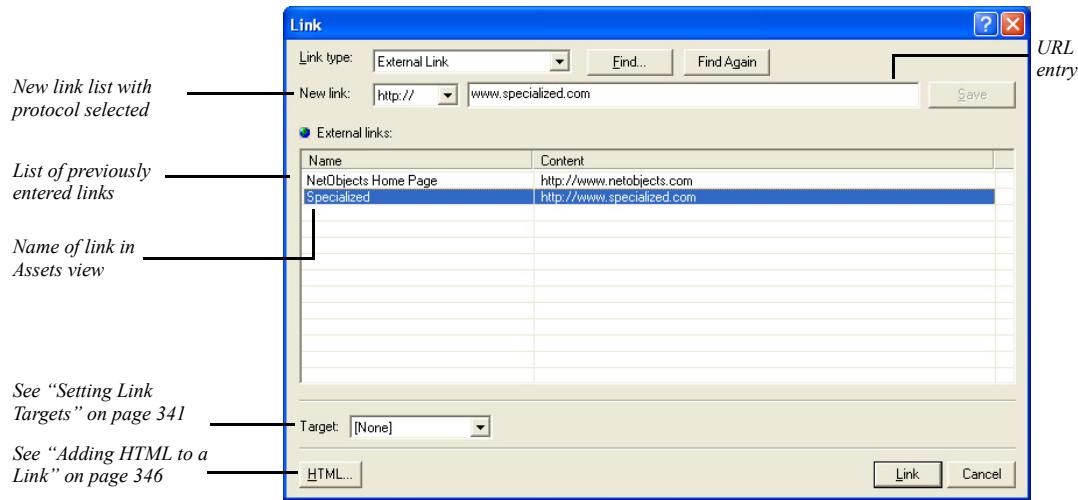 Link
Link type: External Link Find... Find Again
URL
entry
New link list with
protocol selected
New link: http:// www.specialized.com Save
External links:
List of previously
entered links
Name Content
NetObjects Home Page http://www.netobjects.com
Specialized http://www.specialized.com
Name of link in
Assets view
See “Setting Link
Targets” on page 341
Target: [None]
See “Adding HTML to a
Link” on page 346
HTML... Link Cancel